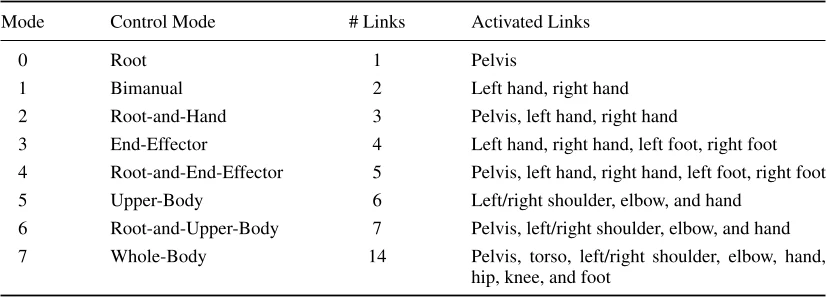 Mode Control Mode # Links Activated Links
0 Root 1 Pelvis
1 Bimanual 2 Left hand, right hand
2 Root-and-Hand 3 Pelvis, left hand, right hand
3 End-Effector 4 Left hand, right hand, left foot, right foot
4 Root-and-End-Effector 5 Pelvis, left hand, right hand, left foot, right foot
5 Upper-Body 6 Left/right shoulder, elbow, and hand
6 Root-and-Upper-Body 7 Pelvis, left/right shoulder, elbow, and hand
7 Whole-Body 14 Pelvis, torso, left/right shoulder, elbow, hand,
hip, knee, and foot